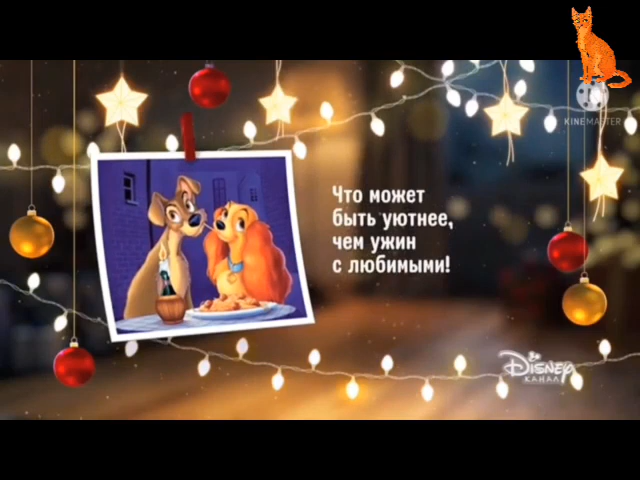 KINEMASTER
Что может
быть уютнее,
чем ужин
с любимыми!
Disney
КАНАЛ